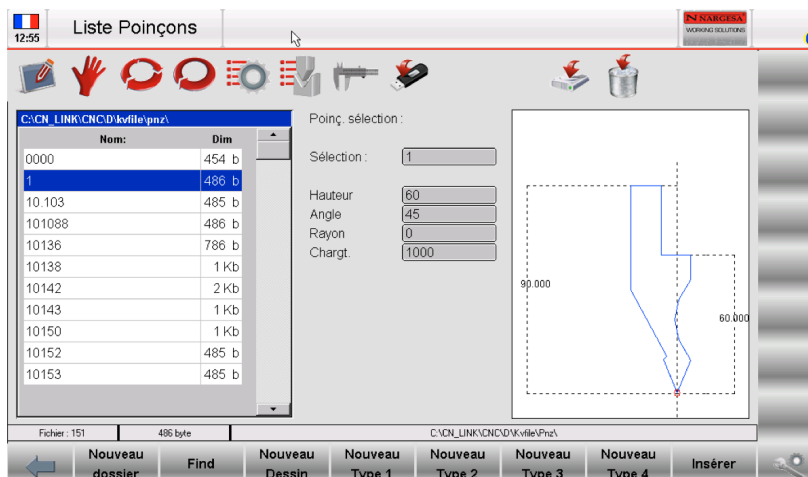 Liste Poinçons
12:55
N NARGESA
WORKING SOLUTIONS
C:\CN_LINK\CNC\D\kvfile\pnz\
Nom: Dim
0000 454 b
1 486 b
10.103 485 b
101088 486 b
10136 786 b
10138 1 Kb
10142 2 Kb
10143 1 Kb
10150 1 Kb
10152 485 b
10153 485 b
Poinç. sélection :
Sélection : 1
Hauteur 60
Angle 45
Rayon 0
Chargt. 1000
90.000
60.000
Fichier : 151 486 byte C:\CN_LINK\CNC\D\Kvfile\Pnz\
Nouveau dossier
Find
Nouveau Dessin
Nouveau Type 1
Nouveau Type 2
Nouveau Type 3
Nouveau Type 4
Insérer